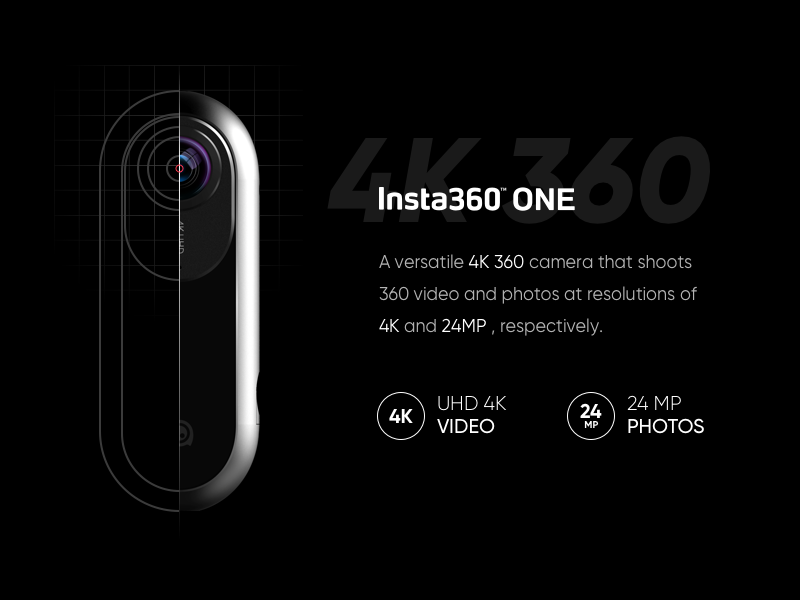 4K 360
Insta360™ ONE
A versatile 4K 360 camera that shoots
360 video and photos at resolutions of
4K and 24MP , respectively.
4K
UHD 4K
VIDEO
24
MP
24 MP
PHOTOS